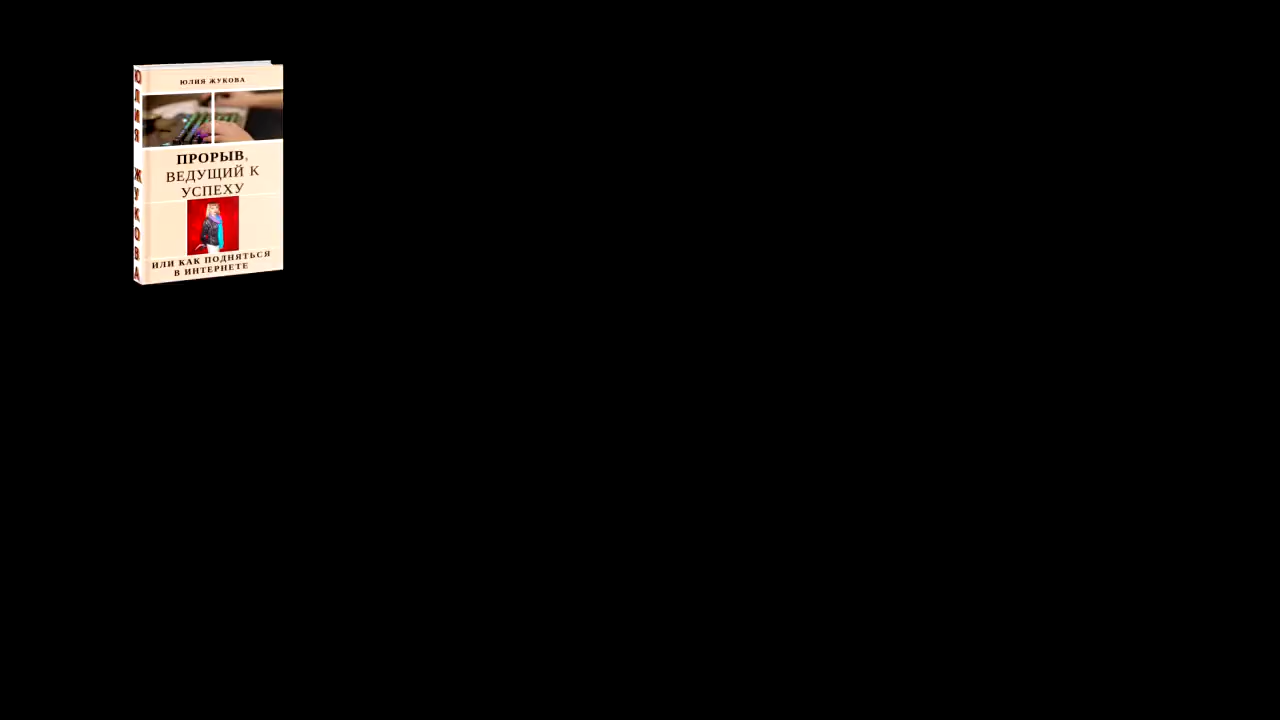 ЮЛИЯ ЖУКОВА
ЮЛИЯ ЖУКОВА
ПРОРЫВ,
ВЕДУЩИЙ К
УСПЕХУ
ИЛИ КАК ПОДНЯТЬСЯ
В ИНТЕРНЕТЕ